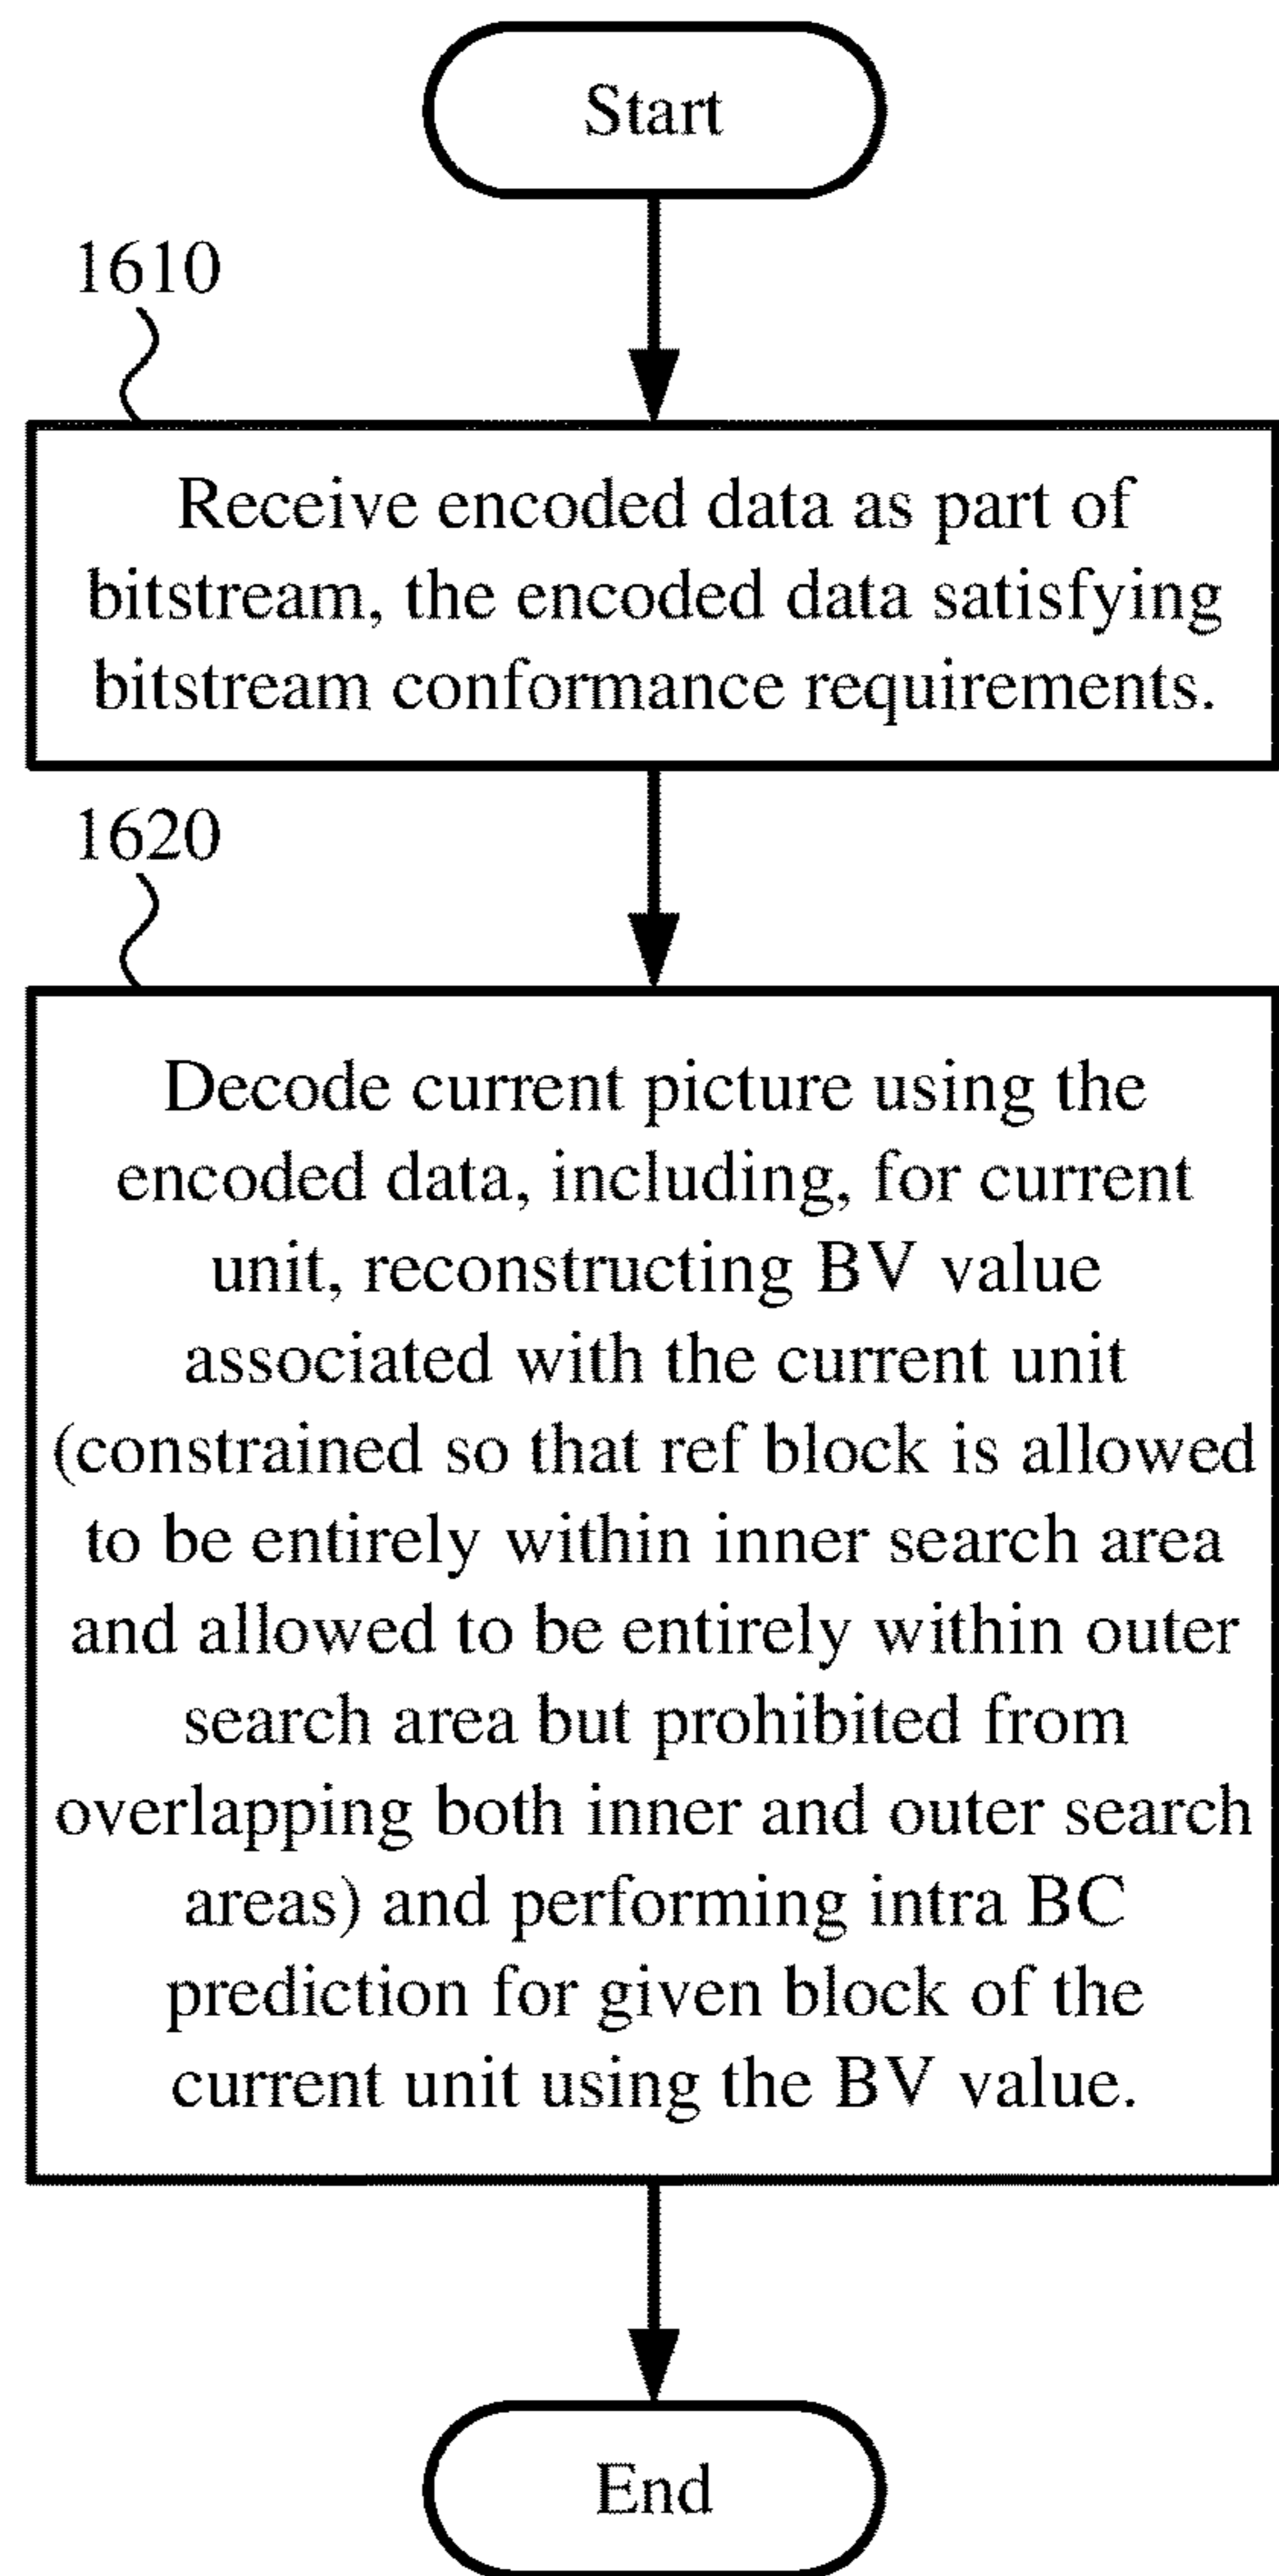 Start
1610
Receive encoded data as part of
bitstream, the encoded data satisfying
bitstream conformance requirements.
1620
Decode current picture using the
encoded data, including, for current
unit, reconstructing BV value
associated with the current unit
(constrained so that ref block is allowed
to be entirely within inner search area
and allowed to be entirely within outer
search area but prohibited from
overlapping both inner and outer search
areas) and performing intra BC
prediction for given block of the
current unit using the BV value.
End